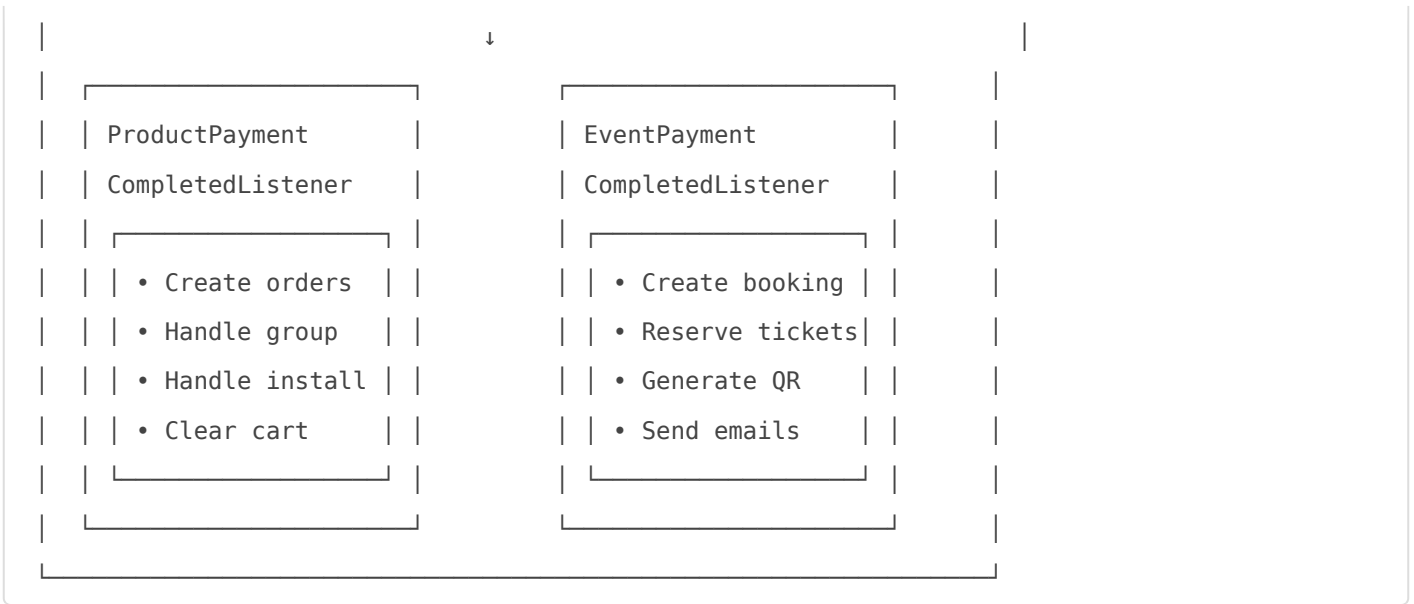 ↓
ProductPayment EventPayment
CompletedListener CompletedListener
• Create orders • Create booking
• Handle group • Reserve tickets
• Handle install • Generate QR
• Clear cart • Send emails